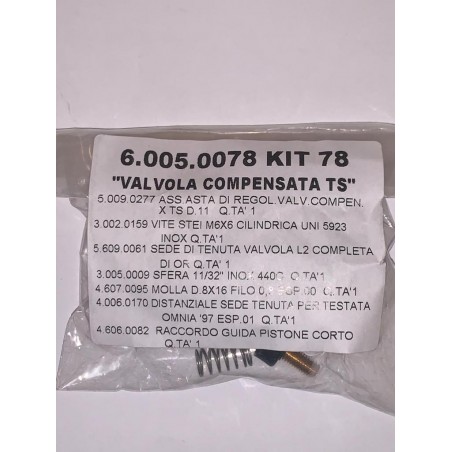 6.005.0078 KIT 78
"VALVOLA COMPENSATA TS"
5.009.0277 ASS.ASTA DI REGOL.VALV.COMPEN.
X TS D.11 Q.TA' 1
3.002.0159 VITE STEI M6X6 CILINDRICA UNI 5923
INOX Q.TA'1
5.609.0061 SEDE DI TENUTA VALVOLA L2 COMPLETA
DI OR Q.TA' 1
3.005.0009 SFERA 11/32" INOX 440C Q.TA'1
4.607.0095 MOLLA D.8X16 FILO ESP.00 Q.TA'1
4.006.0170 DISTANZIALE SEDE TENUTA PER TESTATA
OMNIA '97 ESP.01 Q.TA'1
4.606.0082 RACCORDO GUIDA PISTONE CORTO
Q.TA' 1